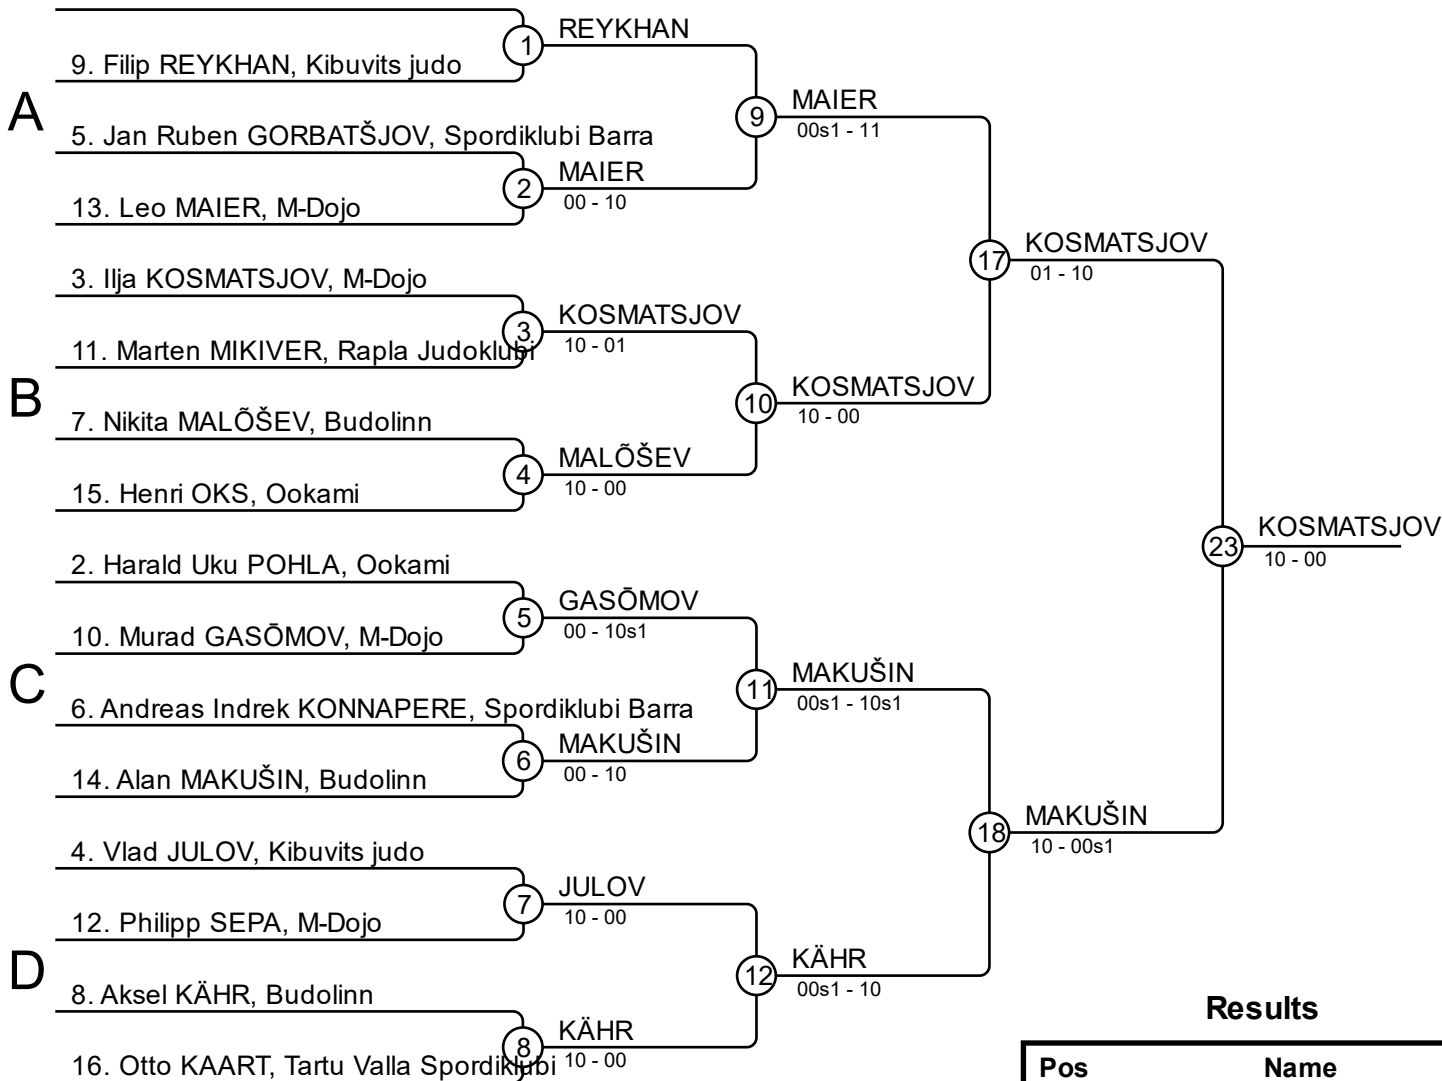 REYKHAN
1
9. Filip REYKHAN, Kibuvits judo
A
MAIER
9
00s1 - 11
5. Jan Ruben GORBATŠJOV, Spordiklubi Barra
MAIER
2
00 - 10
13. Leo MAIER, M-Dojo
KOSMATSJOV
17
01 - 10
3. Ilja KOSMATSJOV, M-Dojo
KOSMATSJOV
3
10 - 01
11. Marten MIKIVER, Rapla Judoklubi
B
KOSMATSJOV
10
10 - 00
7. Nikita MALÕŠEV, Budolinn
MALÕŠEV
4
10 - 00
15. Henri OKS, Ookami
KOSMATSJOV
23
10 - 00
2. Harald Uku POHLA, Ookami
GASŌMOV
5
00 - 10s1
10. Murad GASŌMOV, M-Dojo
C
MAKUŠIN
11
00s1 - 10s1
6. Andreas Indrek KONNAPERE, Spordiklubi Barra
MAKUŠIN
6
00 - 10
14. Alan MAKUŠIN, Budolinn
MAKUŠIN
18
10 - 00s1
4. Vlad JULOV, Kibuvits judo
JULOV
7
10 - 00
12. Philipp SEPA, M-Dojo
D
KÄHR
12
00s1 - 10
8. Aksel KÄHR, Budolinn
KÄHR
8
10 - 00
16. Otto KAART, Tartu Valla Spordiklubi
Results
Pos Name